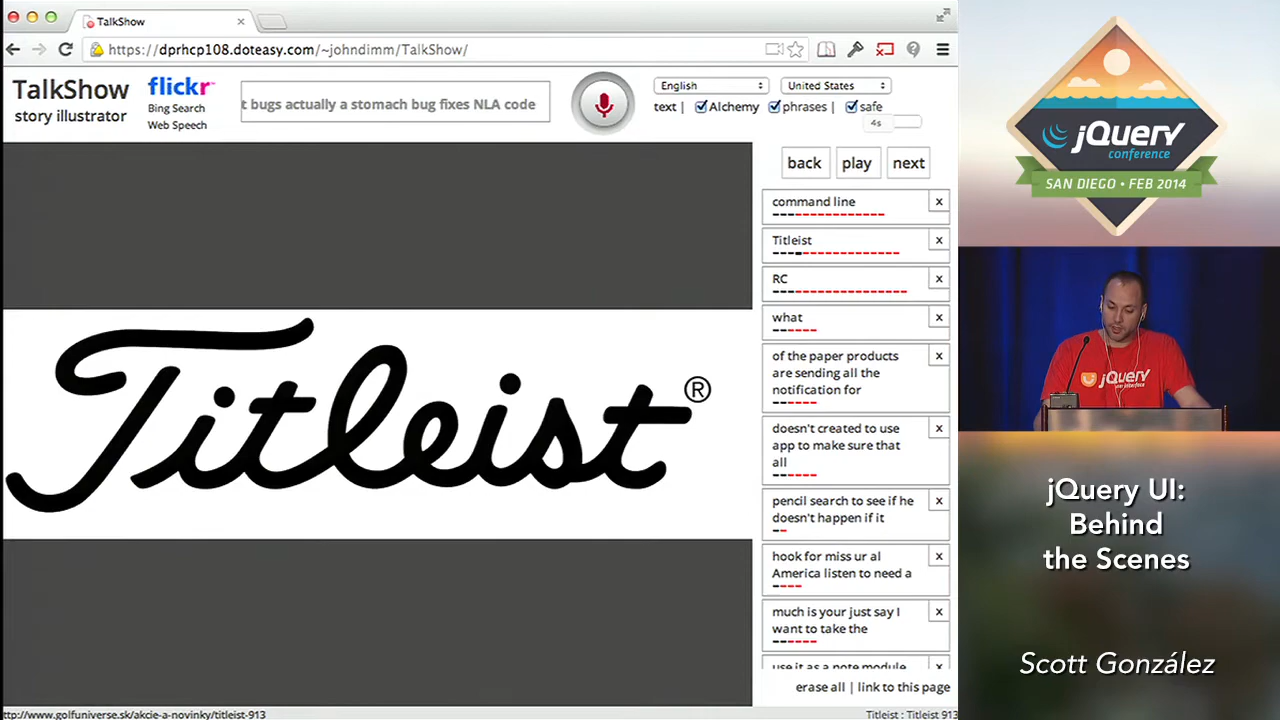 TalkShow
https://dprhcp108.doteasy.com/~johndimm/TalkShow/
TalkShow
story illustrator
flickr
Bing Search
Web Speech
t bugs actually a stomach bug fixes NLA code
English
United States
text | Alchemy phrases | safe
4s
back play next
command line x
Titleist x
RC x
what x
of the paper products x
are sending all the
notification for
doesn't created to use x
app to make sure that
all
pencil search to see if he x
doesn't happen if it
hook for miss ur al x
America listen to need a
much is your just say I x
want to take the
use it as a note module x
erase all | link to this page
Titleist ®
ttp://www.golfuniverse.sk/akcie-a-novinky/titleist-913
Titleist : Titleist 913
jQuery
conference
SAN DIEGO • FEB 2014
jQuery
user interface
jQuery UI:
Behind
the Scenes
Scott González